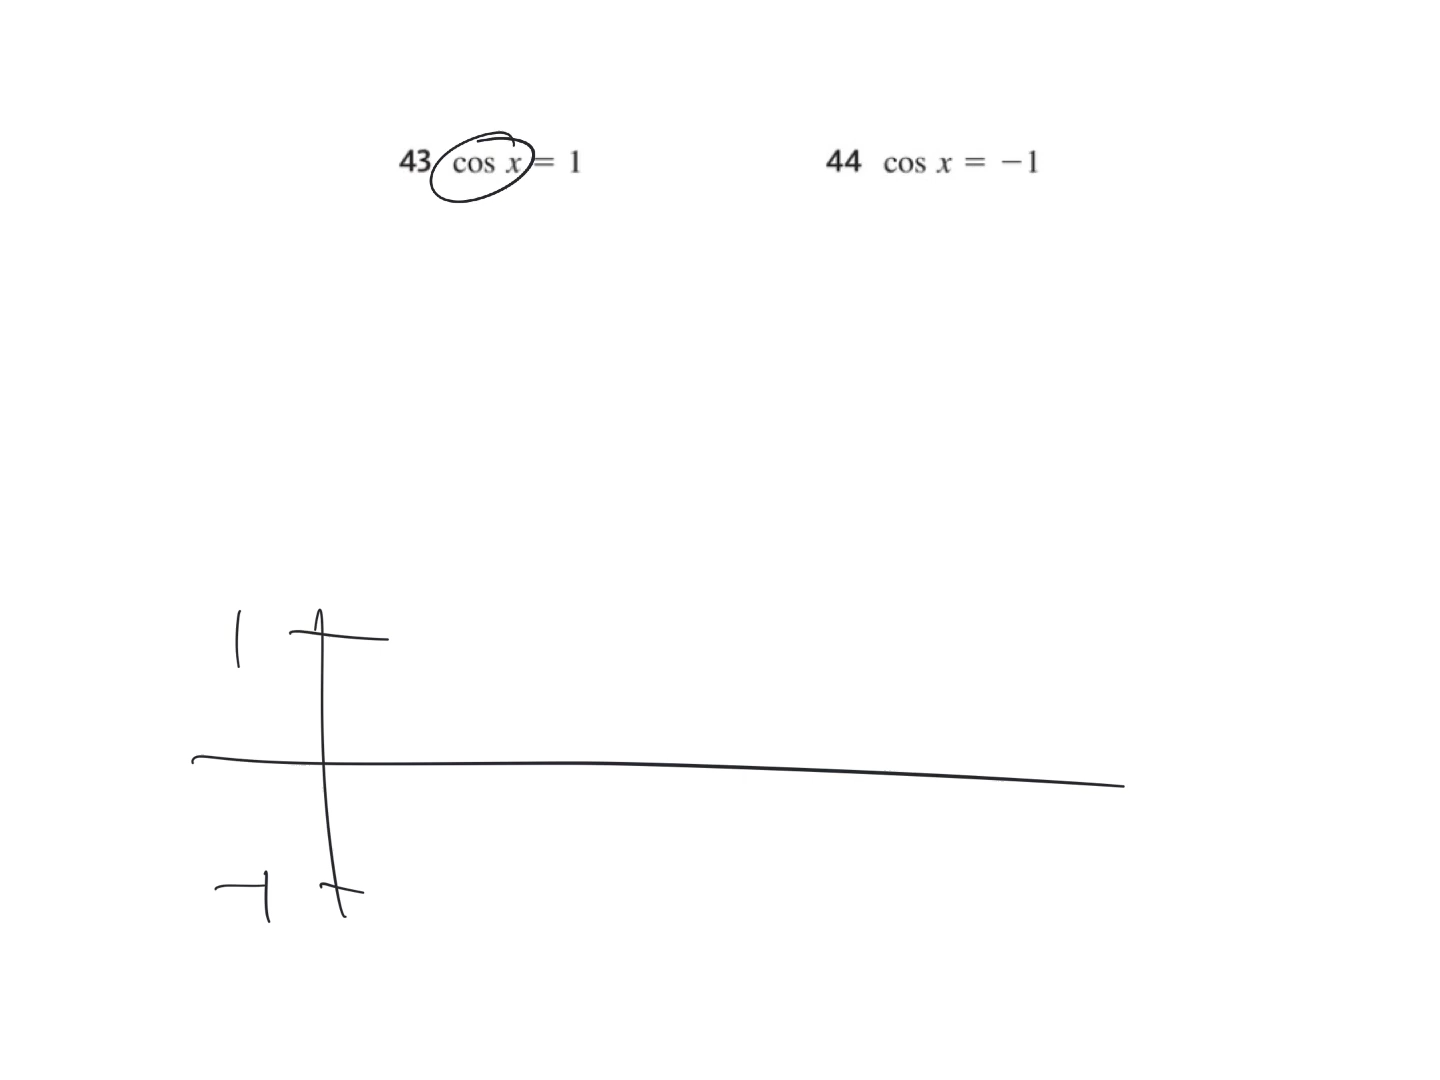 43 cos x = 1 44 cos x = −1
1
-1